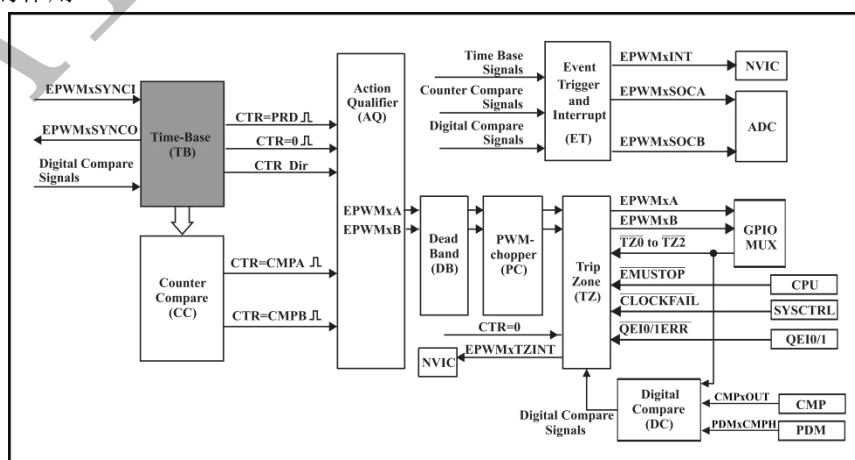 EPWMxSYNCI
EPWMxSYNCO
Digital Compare
Signals
Time-Base
(TB)
CTR=PRD
CTR=0
CTR_Dir
Counter
Compare
(CC)
CTR=CMPA
CTR=CMPB
Action
Qualifier
(AQ)
EPWMxA
EPWMxB
Time Base
Signals
Counter Compare
Signals
Digital Compare
Signals
Event
Trigger
and
Interrupt
(ET)
EPWMxINT
EPWMxSOCA
EPWMxSOCB
NVIC
ADC
Dead
Band
(DB)
PWM-
chopper
(PC)
Trip
Zone
(TZ)
EPWMxA
EPWMxB
TZ0 to TZ2
EMUSTOP
CLOCKFAIL
QEI0/1ERR
GPIO
MUX
CPU
SYSCTRL
QEI0/1
CTR=0
EPWMxTZINT
NVIC
Digital Compare
Signals
Digital
Compare
(DC)
CMPxOUT
PDMxCMPH
CMP
PDM